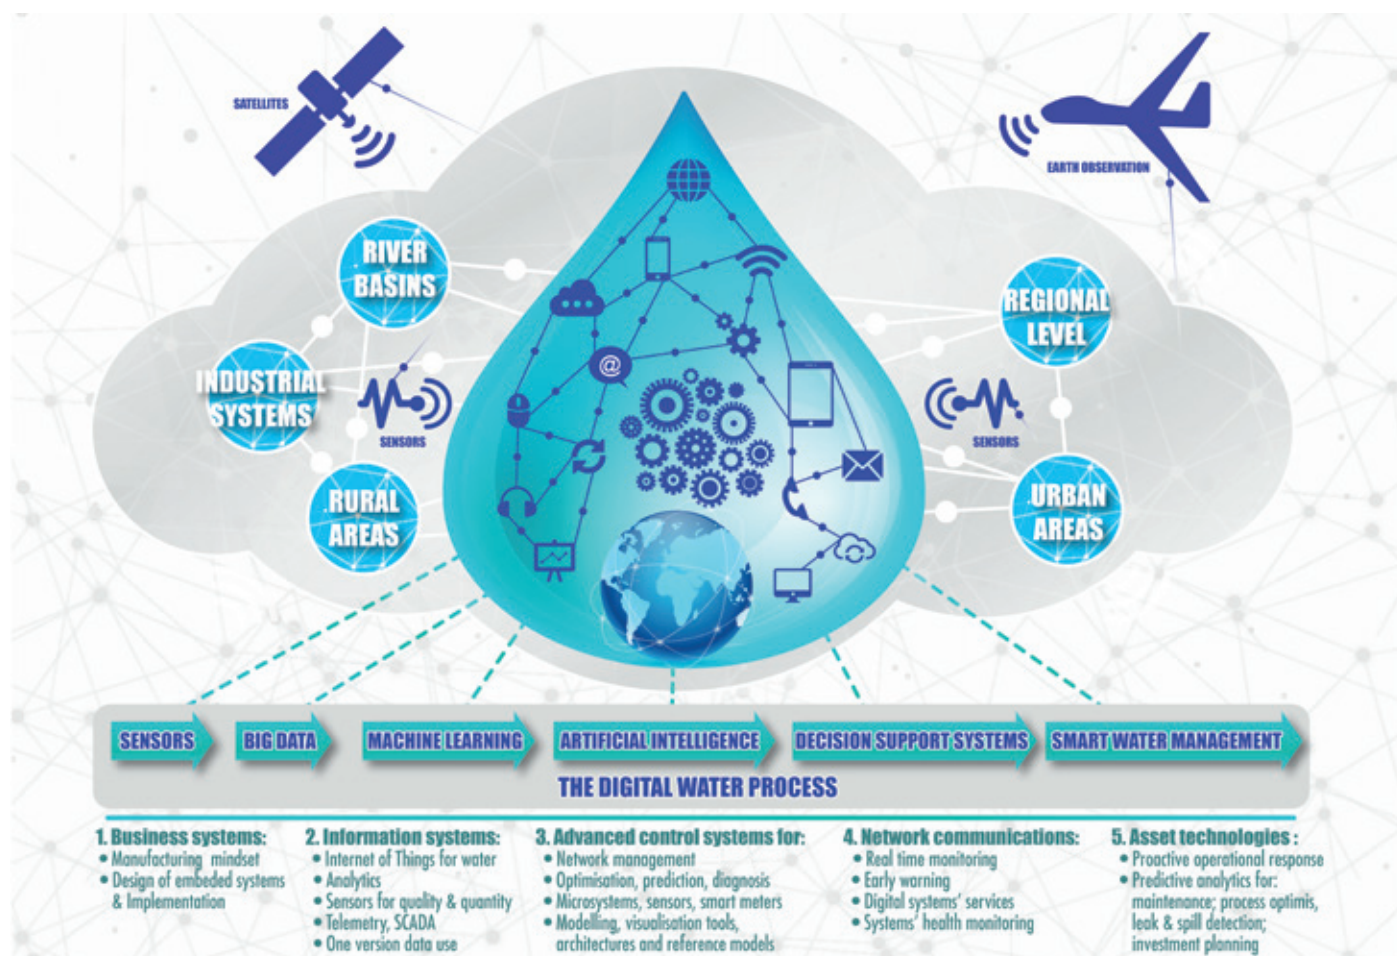 SATELLITES
EARTH OBSERVATION
RIVER
BASINS
REGIONAL
LEVEL
INDUSTRIAL
SYSTEMS
SENSORS
SENSORS
RURAL
AREAS
URBAN
AREAS
@
SENSORS
BIG DATA
MACHINE LEARNING
ARTIFICIAL INTELLIGENCE
DECISION SUPPORT SYSTEMS
SMART WATER MANAGEMENT
THE DIGITAL WATER PROCESS
1. Business systems:
• Manufacturing mindset
• Design of embeded systems
& Implementation
2. Information systems:
• Internet of Things for water
• Analytics
• Sensors for quality & quantity
• Telemetry, SCADA
• One version data use
3. Advanced control systems for:
• Network management
• Optimisation, prediction, diagnosis
• Microsystems, sensors, smart meters
• Modelling, visualisation tools,
architectures and reference models
4. Network communications:
• Real time monitoring
• Early warning
• Digital systems' services
• Systems' health monitoring
5. Asset technologies :
• Proactive operational response
• Predictive analytics for:
maintenance; process optimis,
leak & spill detection;
investment planning